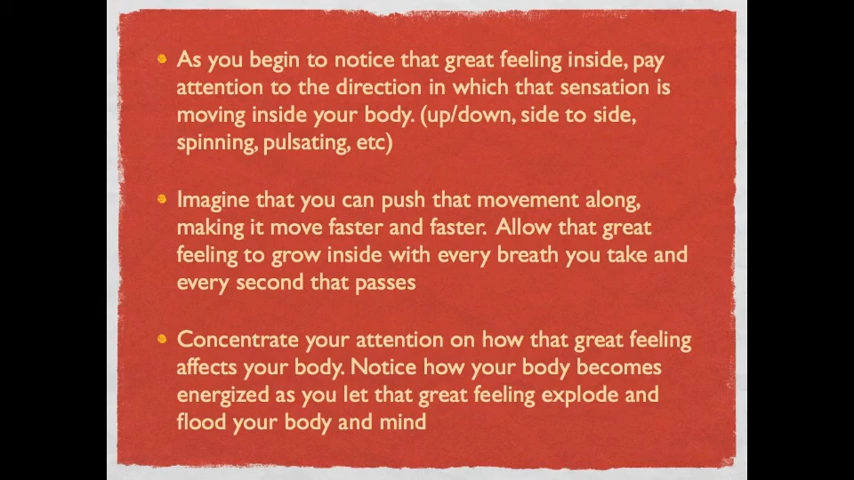 • As you begin to notice that great feeling inside, pay
attention to the direction in which that sensation is
moving inside your body. (up/down, side to side,
spinning, pulsating, etc)
• Imagine that you can push that movement along,
making it move faster and faster. Allow that great
feeling to grow inside with every breath you take and
every second that passes
• Concentrate your attention on how that great feeling
affects your body. Notice how your body becomes
energized as you let that great feeling explode and
flood your body and mind